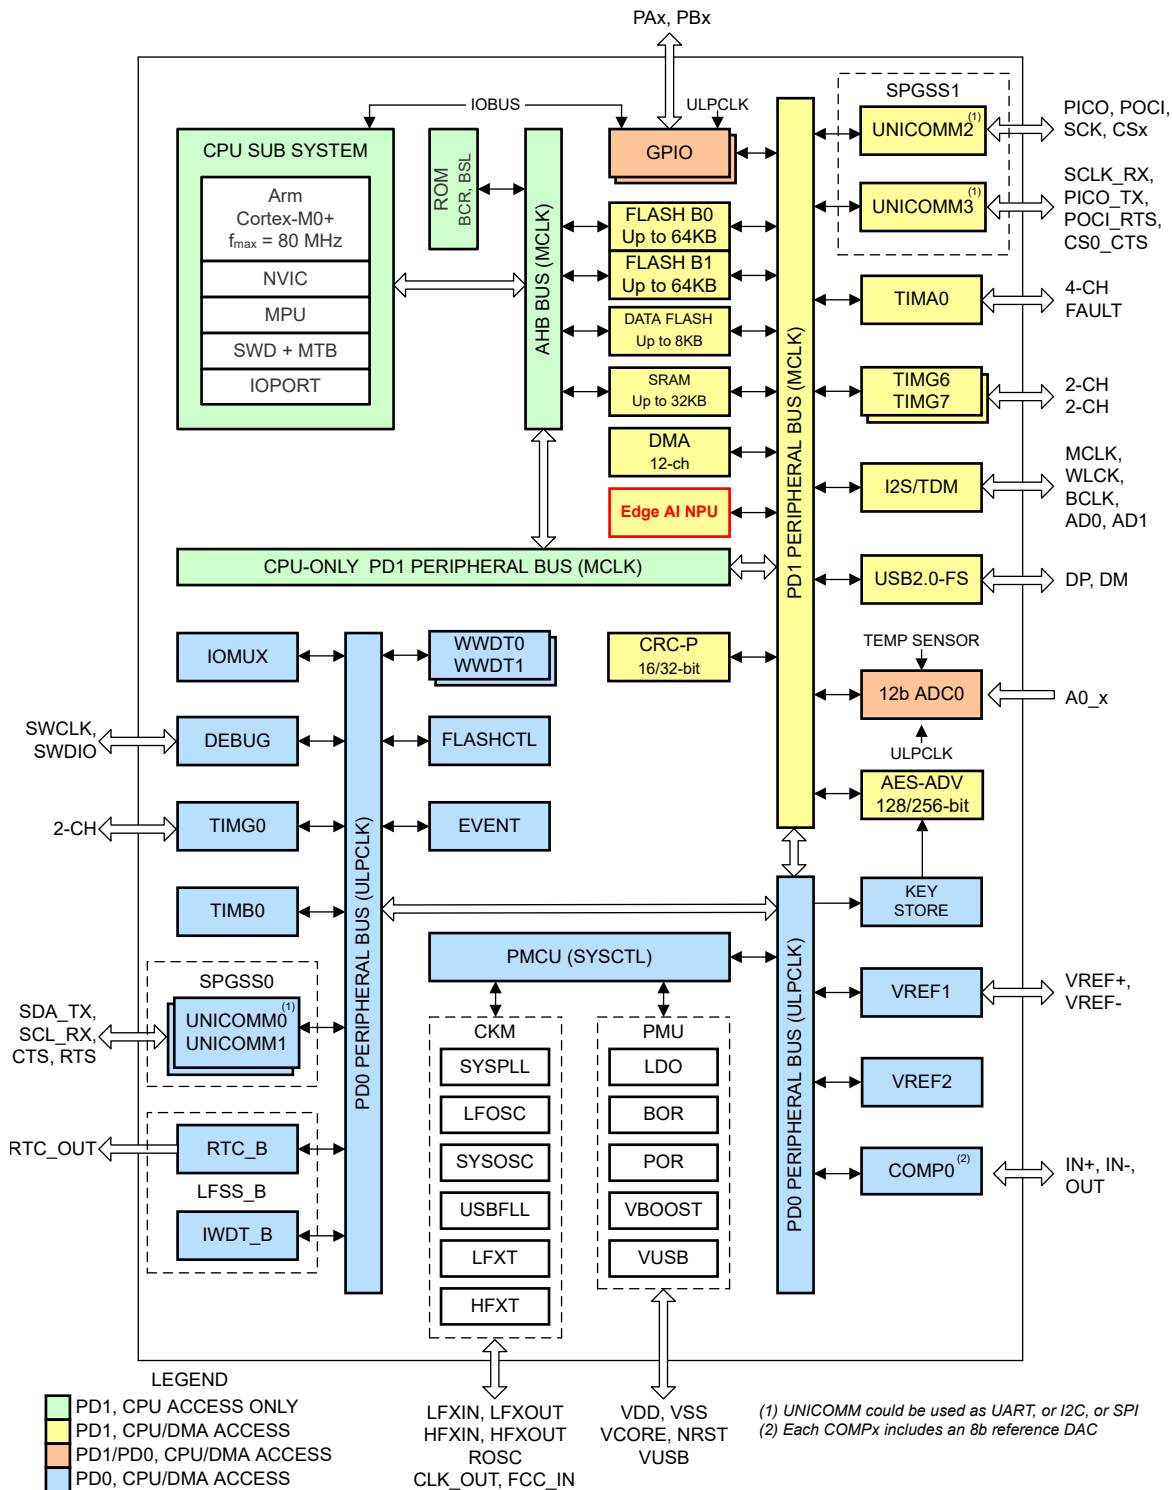 PAx, PBx
IOBUS
ULPCLK
SPGSS1
CPU SUB SYSTEM
Arm
Cortex-M0+
fmax = 80 MHz
NVIC
MPU
SWD + MTB
IOPORT
ROM
BCR, BSL
AHB BUS (MCLK)
GPIO
FLASH B0
Up to 64KB
FLASH B1
Up to 64KB
DATA FLASH
Up to 8KB
SRAM
Up to 32KB
DMA
12-ch
Edge AI NPU
PD1 PERIPHERAL BUS (MCLK)
UNICOMM2(1)
PICO, POCI,
SCK, CSx
UNICOMM3(1)
SCLK_RX,
PICO_TX,
POCI_RTS,
CS0_CTS
TIMA0
4-CH
FAULT
TIMG6
TIMG7
2-CH
2-CH
I2S/TDM
MCLK,
WLCK,
BCLK,
AD0, AD1
CPU-ONLY PD1 PERIPHERAL BUS (MCLK)
USB2.0-FS
DP, DM
CRC-P
16/32-bit
TEMP SENSOR
12b ADC0
A0_x
ULPCLK
AES-ADV
128/256-bit
KEY
STORE
IOMUX
WWDT0
WWDT1
SWCLK,
SWDIO
DEBUG
FLASHCTL
2-CH
TIMG0
EVENT
TIMB0
PD0 PERIPHERAL BUS (ULPCLK)
SPGSS0
SDA_TX,
SCL_RX,
CTS, RTS
UNICOMM0(1)
UNICOMM1
RTC_OUT
RTC_B
LFSS_B
IWDT_B
PMCU (SYSCTL)
CKM
SYSPLL
LFOSC
SYSOSC
USBFLL
LFXT
HFXT
PMU
LDO
BOR
POR
VBOOST
VUSB
PD0 PERIPHERAL BUS (ULPCLK)
VREF1
VREF+,
VREF-
VREF2
COMP0(2)
IN+, IN-,
OUT
LEGEND
PD1, CPU ACCESS ONLY
PD1, CPU/DMA ACCESS
PD1/PD0, CPU/DMA ACCESS
PD0, CPU/DMA ACCESS
LFXIN, LFXOUT
HFXIN, HFXOUT
ROSC
CLK_OUT, FCC_IN
VDD, VSS
VCORE, NRST
VUSB
(1) UNICOMM could be used as UART, or I2C, or SPI
(2) Each COMPx includes an 8b reference DAC